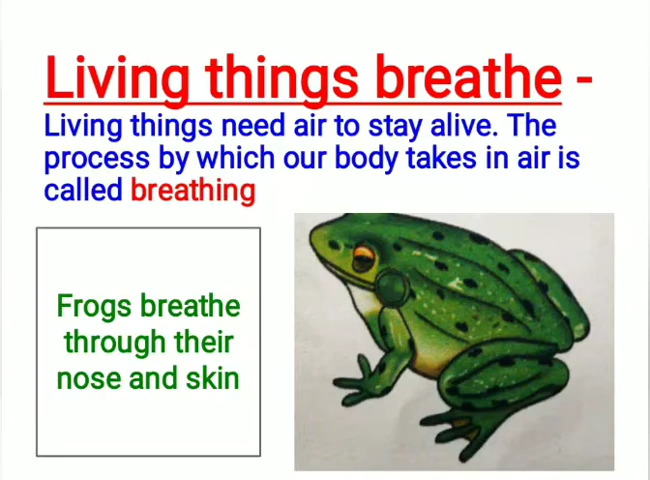 Living things breathe -
Living things need air to stay alive. The
process by which our body takes in air is
called breathing
Frogs breathe
through their
nose and skin